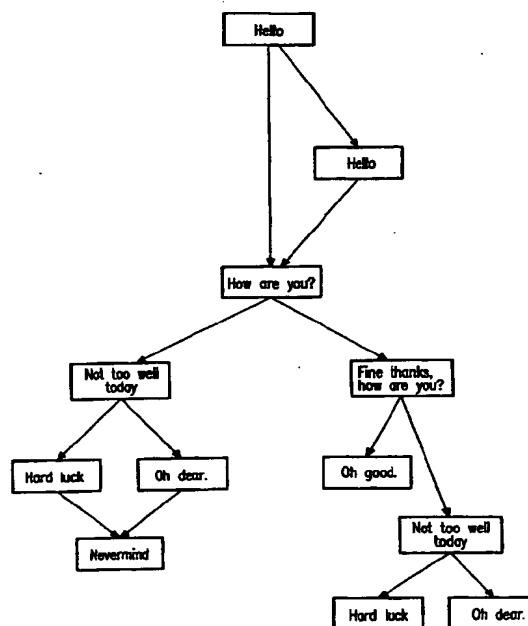 Hello
Hello
How are you?
Not too well
today
Fine thanks,
how are you?
Hard luck
Oh dear.
Oh good.
Nevermind
Not too well
today
Hard luck
Oh dear.